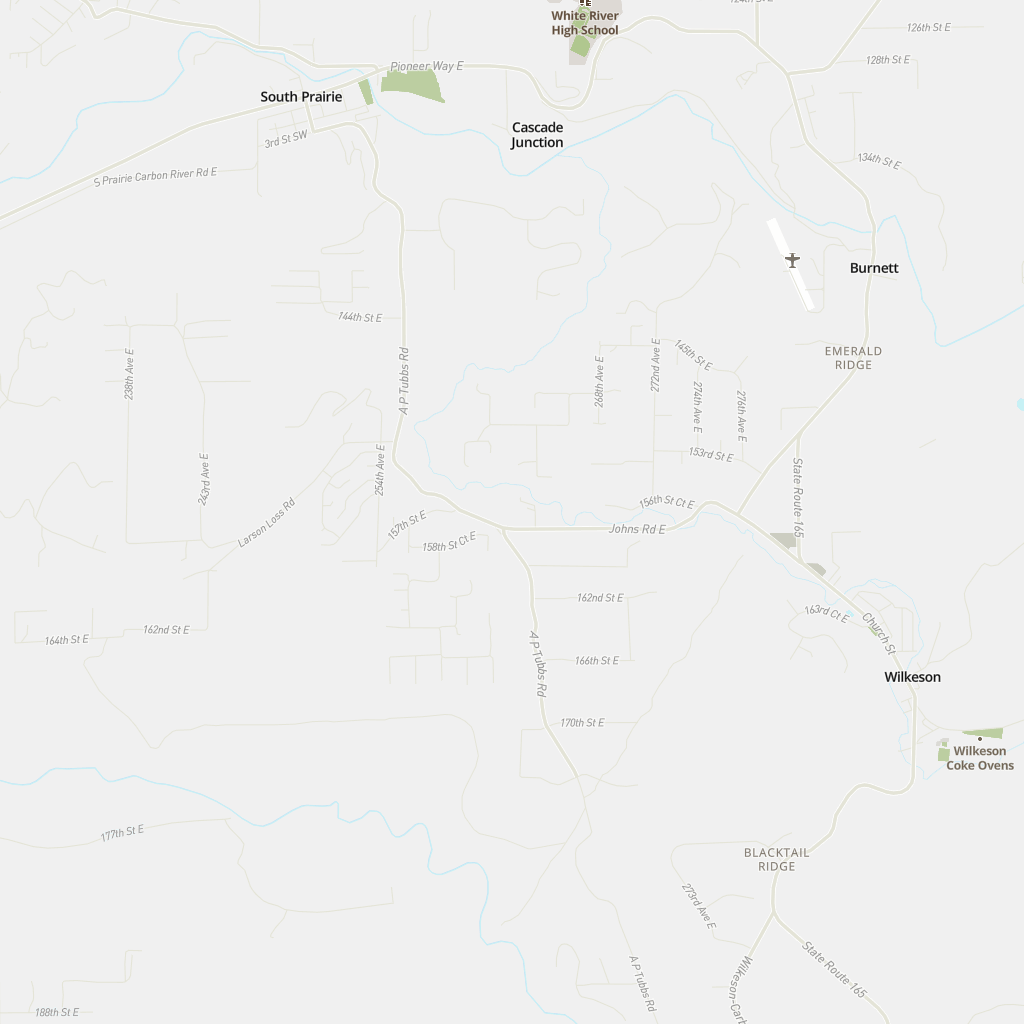 124th St E
White River
High School
126th St E
128th St E
Pioneer Way E
South Prairie
Cascade
Junction
3rd St SW
134th St E
S Prairie Carbon River Rd E
Burnett
144th St E
EMERALD
RIDGE
145th St E
238th Ave E
A P Tubbs Rd
268th Ave E
272nd Ave E
274th Ave E
276th Ave E
153rd St E
254th Ave E
243rd Ave E
State Route 165
156th St Ct E
Larson Loss Rd
157th St E
Johns Rd E
158th St Ct E
162nd St E
163rd Ct E
Church St
162nd St E
164th St E
A P Tubbs Rd
166th St E
Wilkeson
170th St E
Wilkeson
Coke Ovens
177th St E
BLACKTAIL
RIDGE
273rd Ave E
State Route 165
A P Tubbs Rd
Wilkeson-Carb
188th St E